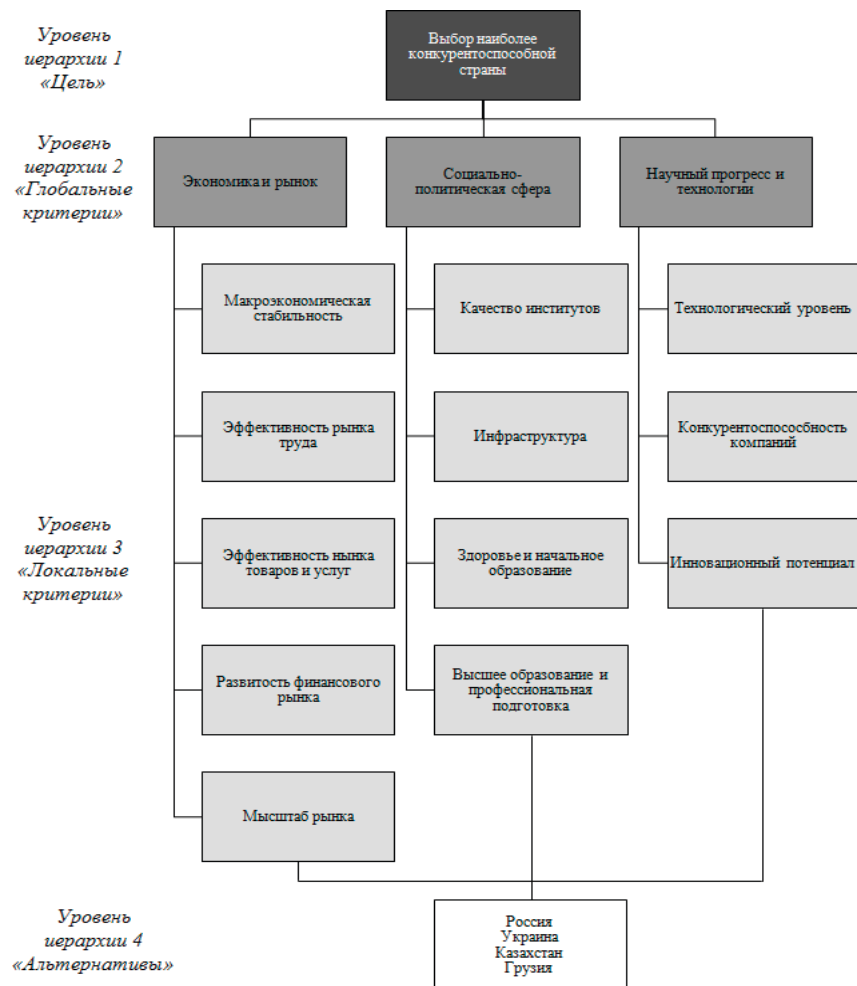 Уровень
иерархии 1
«Цель»
Выбор наиболее
конкурентоспособной
страны
Уровень
иерархии 2
«Глобальные
критерии»
Экономика и рынок
Социально-
политическая сфера
Научный прогресс и
технологии
Макроэкономическая
стабильность
Качество институтов
Технологический уровень
Эффективность рынка
труда
Инфраструктура
Конкурентоспососбность
компаний
Уровень
иерархии 3
«Локальные
критерии»
Эффективность нынка
товаров и услуг
Здоровье и начальное
образование
Инновационный потенциал
Развитость финансового
рынка
Высшее образование и
профессиональная
подготовка
Мысштаб рынка
Уровень
иерархии 4
«Альтернативы»
Россия
Украина
Казахстан
Грузия